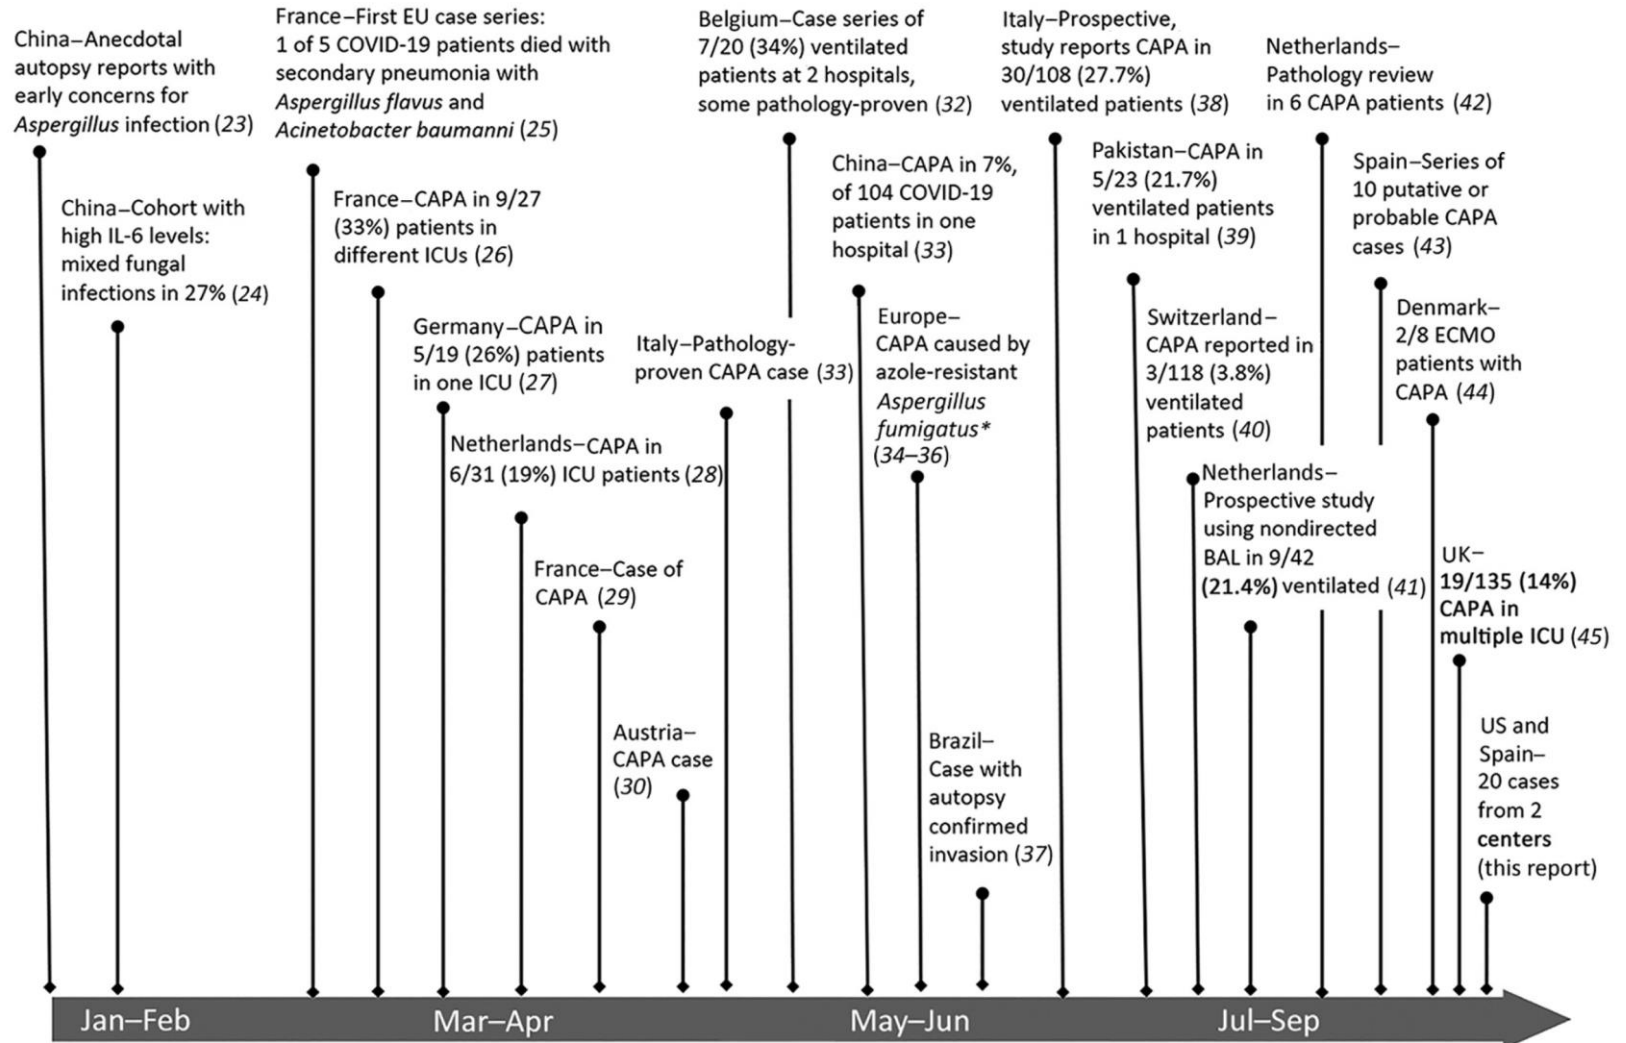 China–Anecdotal
autopsy reports with
early concerns for
Aspergillus infection (23)
China–Cohort with
high IL-6 levels:
mixed fungal
infections in 27% (24)
France–First EU case series:
1 of 5 COVID-19 patients died with
secondary pneumonia with
Aspergillus flavus and
Acinetobacter baumanni (25)
France–CAPA in 9/27
(33%) patients in
different ICUs (26)
Germany–CAPA in
5/19 (26%) patients
in one ICU (27)
Netherlands–CAPA in
6/31 (19%) ICU patients (28)
France–Case of
CAPA (29)
Austria–
CAPA case
(30)
Italy–Pathology-
proven CAPA case (33)
Belgium–Case series of
7/20 (34%) ventilated
patients at 2 hospitals,
some pathology-proven (32)
China–CAPA in 7%,
of 104 COVID-19
patients in one
hospital (33)
Europe–
CAPA caused by
azole-resistant
Aspergillus
fumigatus*
(34–36)
Brazil–
Case with
autopsy
confirmed
invasion (37)
Italy–Prospective,
study reports CAPA in
30/108 (27.7%)
ventilated patients (38)
Pakistan–CAPA in
5/23 (21.7%)
ventilated patients
in 1 hospital (39)
Switzerland–
CAPA reported in
3/118 (3.8%)
ventilated
patients (40)
Netherlands–
Prospective study
using nondirected
BAL in 9/42
(21.4%) ventilated (41)
Netherlands–
Pathology review
in 6 CAPA patients (42)
Spain–Series of
10 putative or
probable CAPA
cases (43)
Denmark–
2/8 ECMO
patients with
CAPA (44)
UK–
19/135 (14%)
CAPA in
multiple ICU (45)
US and
Spain–
20 cases
from 2
centers
(this report)
Jan–Feb
Mar–Apr
May–Jun
Jul–Sep